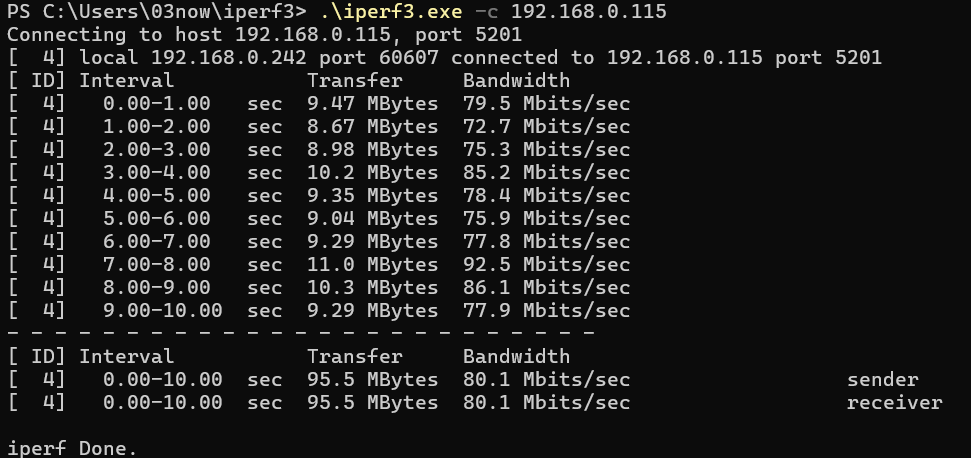 PS C:\Users\03now\iperf3> .\iperf3.exe -c 192.168.0.115
Connecting to host 192.168.0.115, port 5201
[  4] local 192.168.0.242 port 60607 connected to 192.168.0.115 port 5201
[ ID] Interval           Transfer     Bandwidth
[  4]   0.00-1.00   sec  9.47 MBytes  79.5 Mbits/sec
[  4]   1.00-2.00   sec  8.67 MBytes  72.7 Mbits/sec
[  4]   2.00-3.00   sec  8.98 MBytes  75.3 Mbits/sec
[  4]   3.00-4.00   sec  10.2 MBytes  85.2 Mbits/sec
[  4]   4.00-5.00   sec  9.35 MBytes  78.4 Mbits/sec
[  4]   5.00-6.00   sec  9.04 MBytes  75.9 Mbits/sec
[  4]   6.00-7.00   sec  9.29 MBytes  77.8 Mbits/sec
[  4]   7.00-8.00   sec  11.0 MBytes  92.5 Mbits/sec
[  4]   8.00-9.00   sec  10.3 MBytes  86.1 Mbits/sec
[  4]   9.00-10.00  sec  9.29 MBytes  77.9 Mbits/sec
- - - - - - - - - - - - - - - - - - - - - - - - -
[ ID] Interval           Transfer     Bandwidth
[  4]   0.00-10.00  sec  95.5 MBytes  80.1 Mbits/sec                  sender
[  4]   0.00-10.00  sec  95.5 MBytes  80.1 Mbits/sec                  receiver
iperf Done.